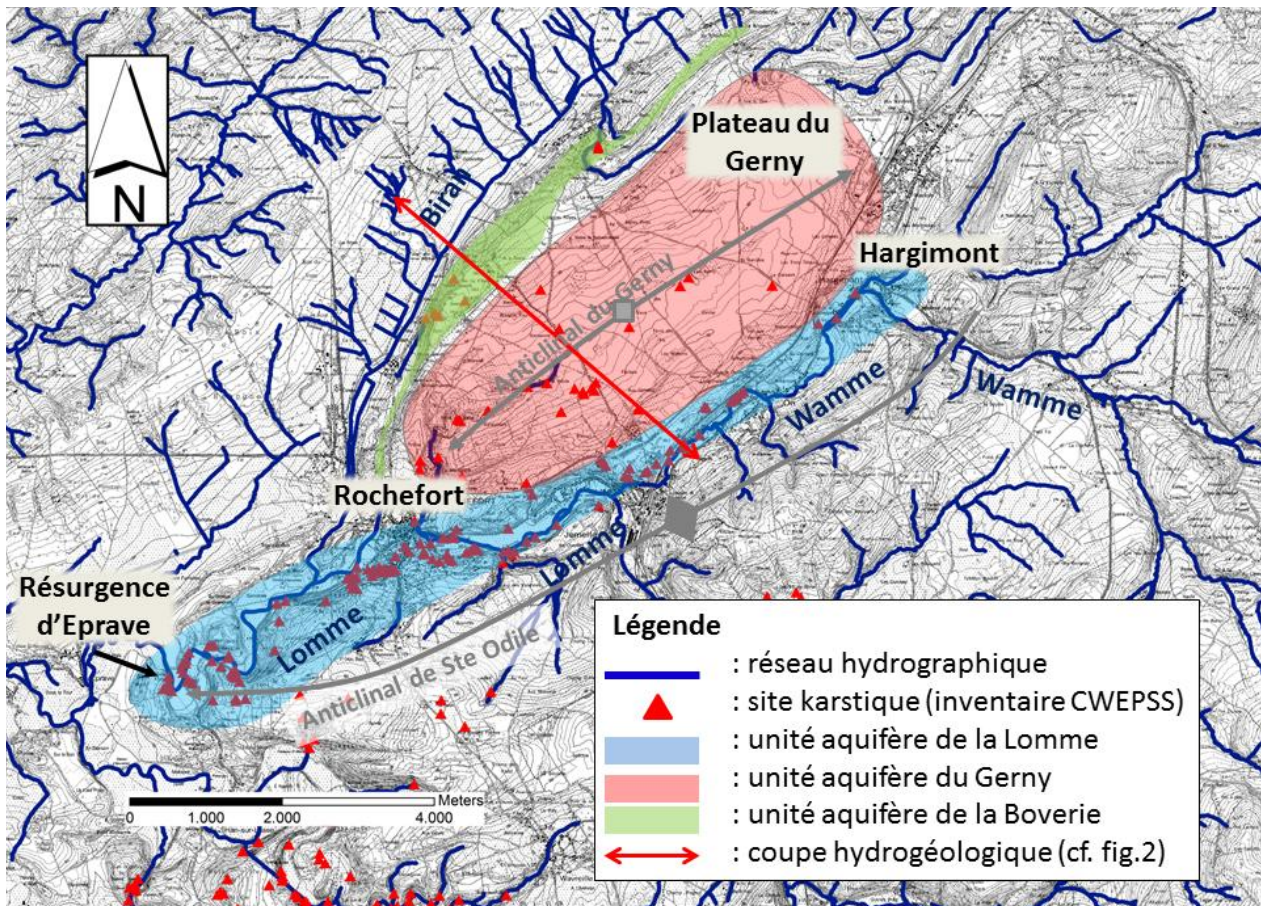 N
Plateau du
Gerny
Biran
Anticlinal du Gerny
Hargimont
Wamme
Wamme
Rochefort
Lomme
Résurgence
d'Eprave
Lomme
Anticlinal de Ste Odile
Meters
0 1.000 2.000 4.000
Légende
: réseau hydrographique
: site karstique (inventaire CWEPSS)
: unité aquifère de la Lomme
: unité aquifère du Gerny
: unité aquifère de la Boverie
: coupe hydrogéologique (cf. fig.2)